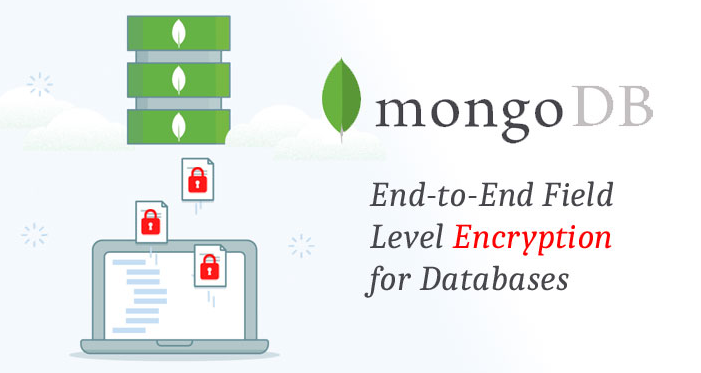 mongoDB
End-to-End Field
Level Encryption
for Databases